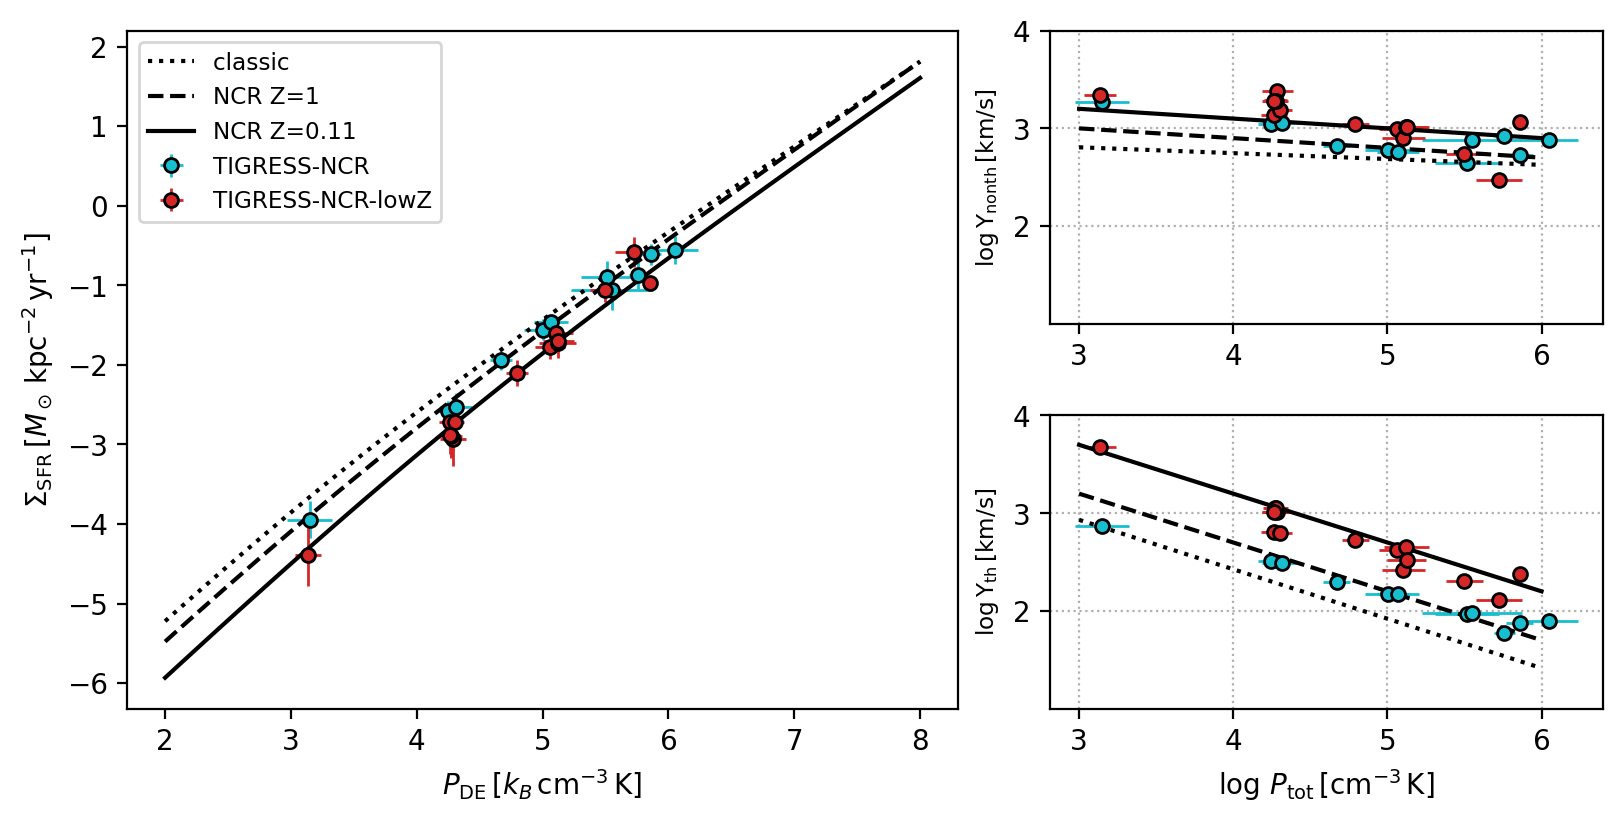 classic
NCR Z=1
NCR Z=0.11
TIGRESS-NCR
TIGRESS-NCR-lowZ
2
1
0
−1
−2
−3
−4
−5
−6
Σ_SFR [M_⊙ kpc⁻² yr⁻¹]
2 3 4 5 6 7 8
P_DE [k_B cm⁻³ K]
4
3
2
log Y_nonth [km/s]
3 4 5 6
4
3
2
log Y_th [km/s]
3 4 5 6
log P_tot [cm⁻³ K]